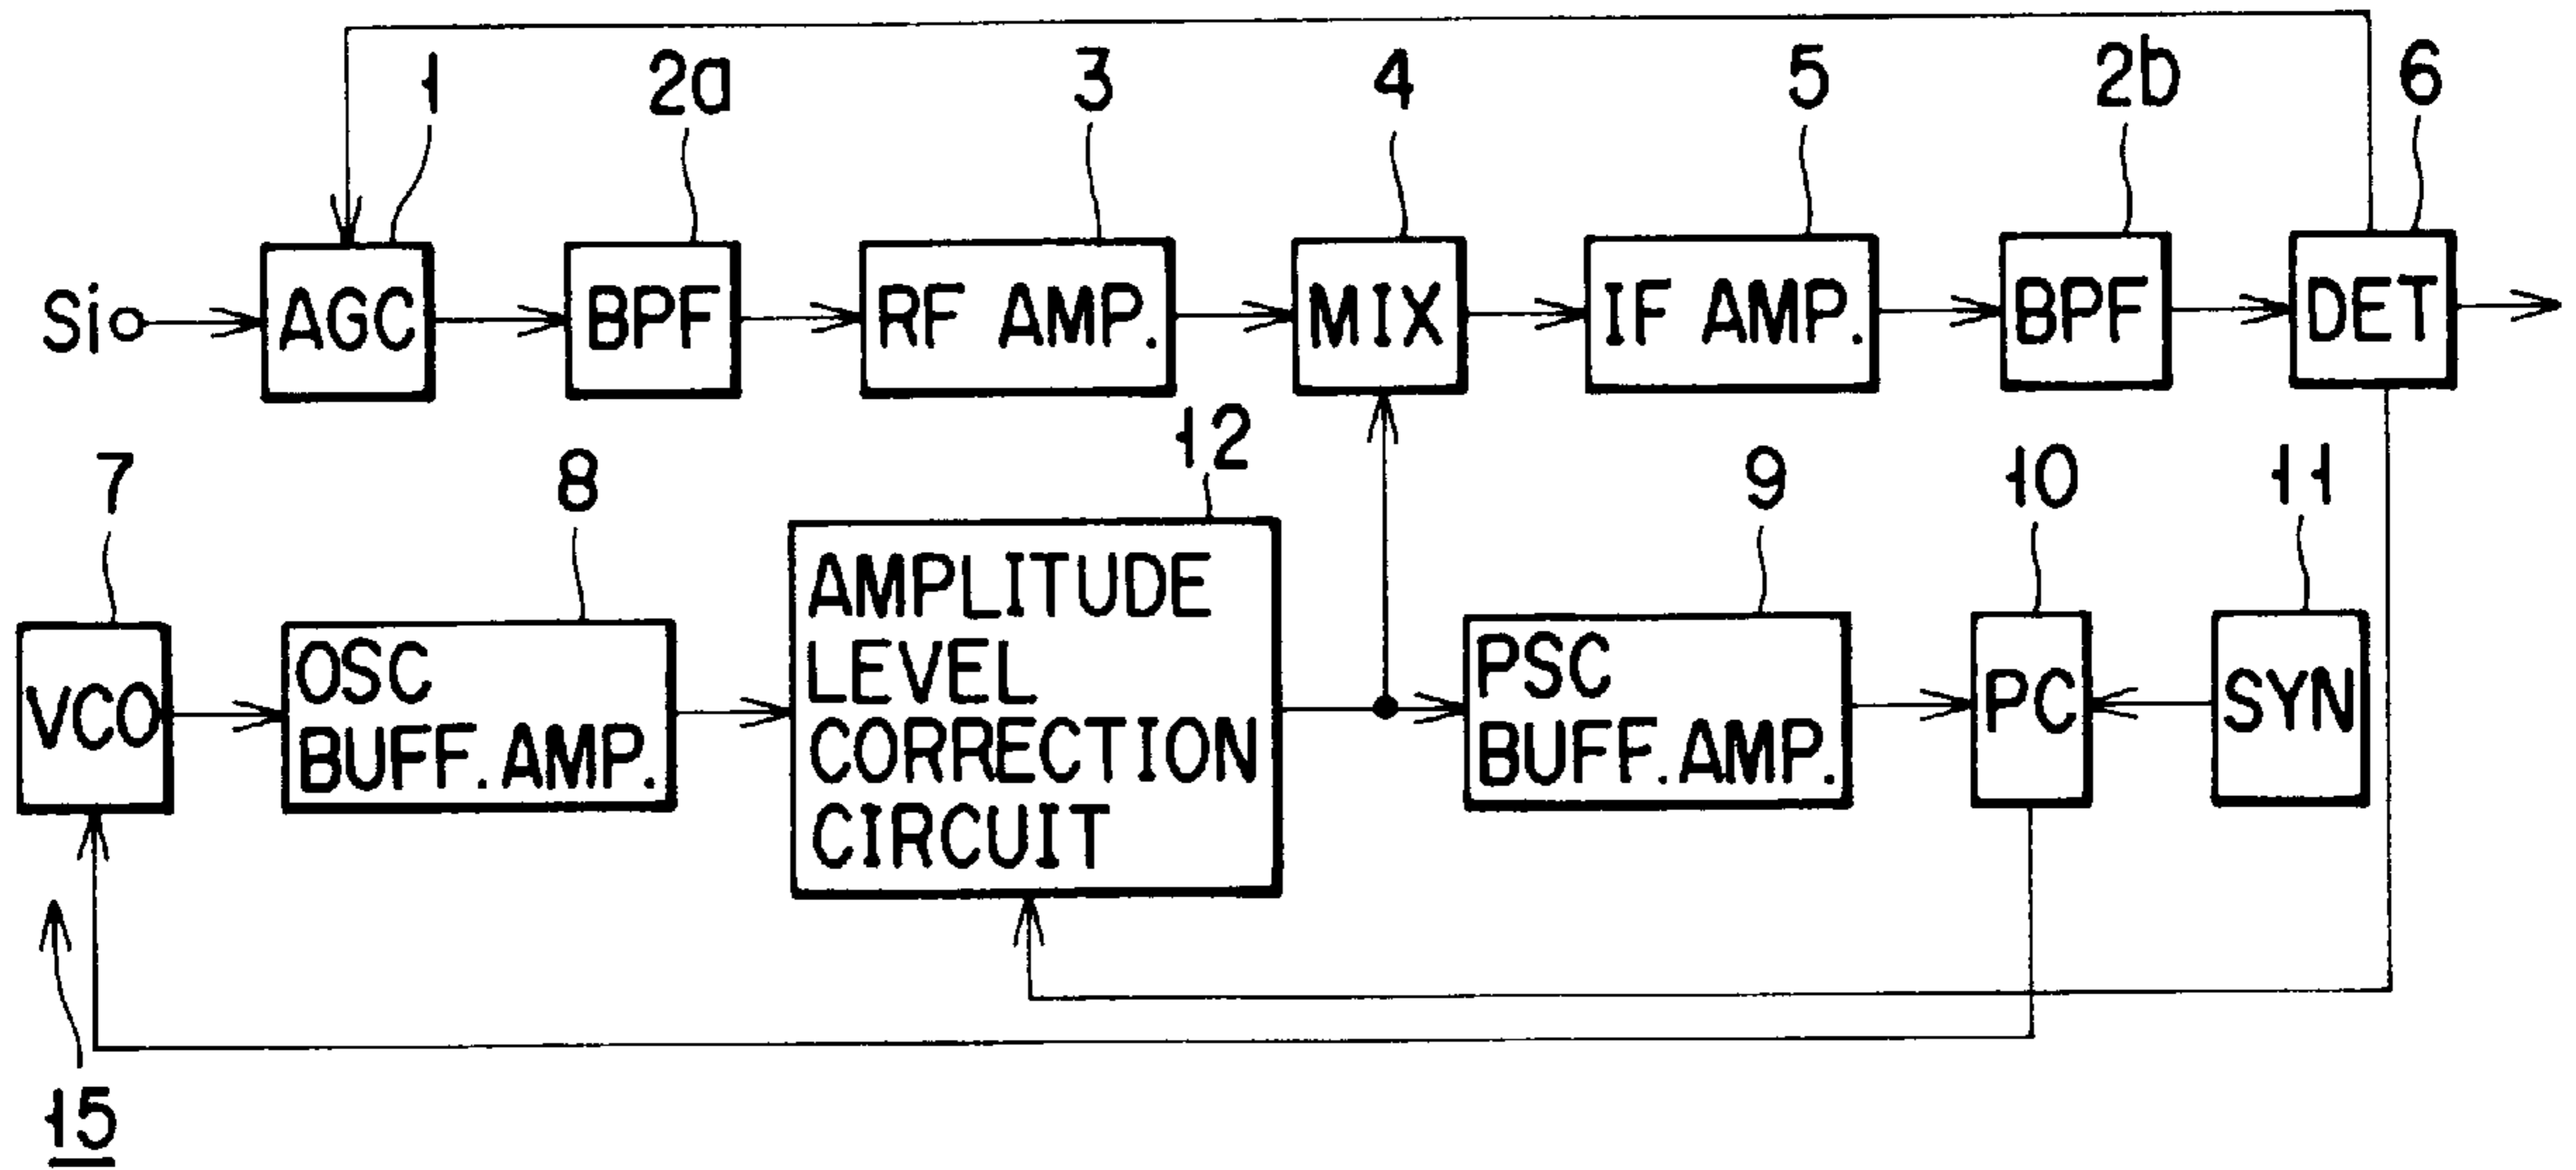 1
2a
3
4
5
2b
6
Si
AGC
BPF
RF AMP.
MIX
IF AMP.
BPF
DET
7
8
12
9
10
11
VCO
OSC
BUFF. AMP.
AMPLITUDE
LEVEL
CORRECTION
CIRCUIT
PSC
BUFF. AMP.
PC
SYN
15